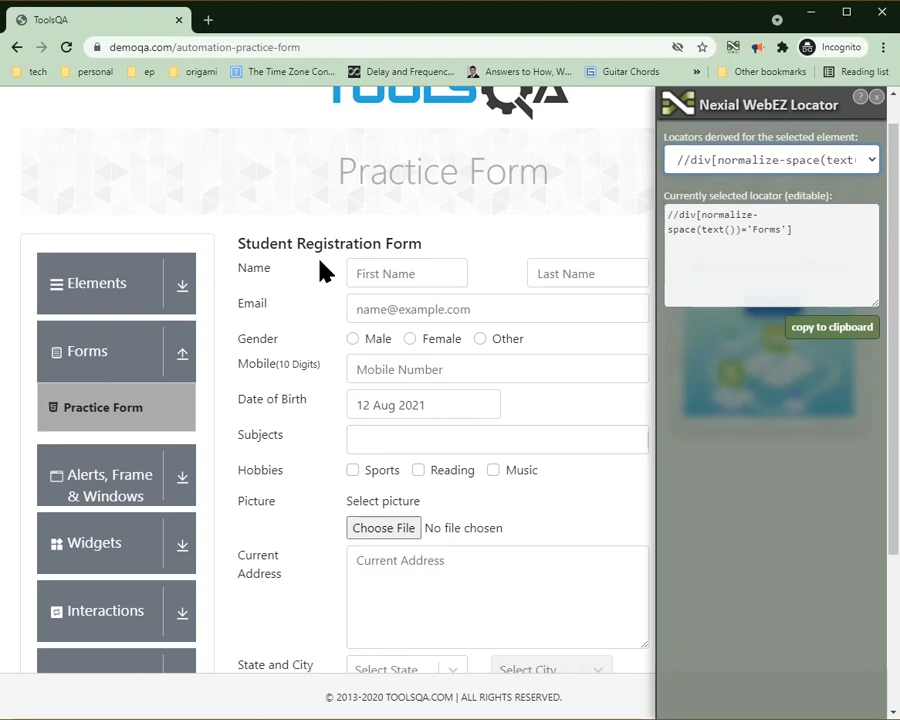 ToolsQA
demoqa.com/automation-practice-form
Incognito
tech
personal
ep
origami
The Time Zone Con...
Delay and Frequenc...
Answers to How, W...
Guitar Chords
»
Other bookmarks
Reading list
TOOLSQA
Practice Form
Elements
Forms
Practice Form
Alerts, Frame
& Windows
Widgets
Interactions
Student Registration Form
Name
First Name
Last Name
Email
name@example.com
Gender
Male
Female
Other
Mobile(10 Digits)
Mobile Number
Date of Birth
12 Aug 2021
Subjects
Hobbies
Sports
Reading
Music
Picture
Select picture
Choose File No file chosen
Current
Address
Current Address
State and City
Select State
Select City
© 2013-2020 TOOLSQA.COM | ALL RIGHTS RESERVED.
Nexial WebEZ Locator
? x
Locators derived for the selected element:
//div[normalize-space(text(
Currently selected locator (editable):
//div[normalize-
space(text())='Forms']
copy to clipboard